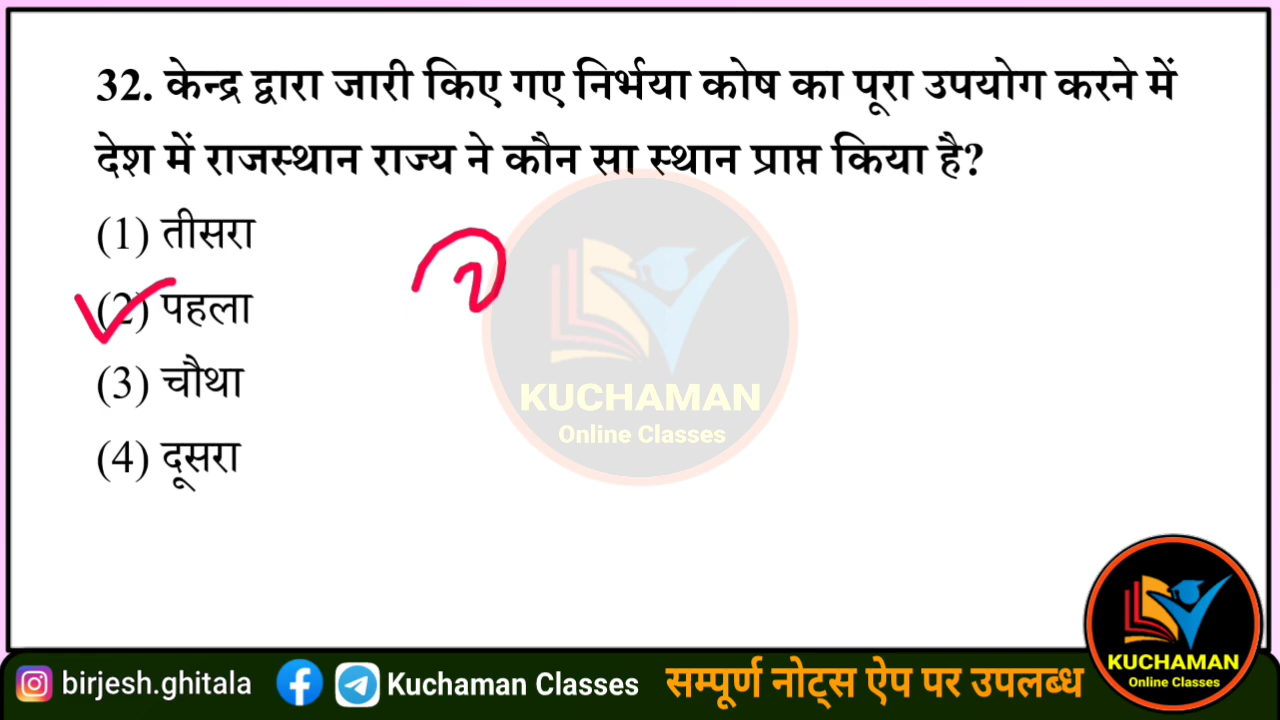 32. केन्द्र द्वारा जारी किए गए निर्भया कोष का पूरा उपयोग करने में
देश में राजस्थान राज्य ने कौन सा स्थान प्राप्त किया है?
(1) तीसरा
(2) पहला
(3) चौथा
(4) दूसरा
KUCHAMAN
Online Classes
KUCHAMAN
Online Classes
birjesh.ghitala
Kuchaman Classes
सम्पूर्ण नोट्स ऐप पर उपलब्ध